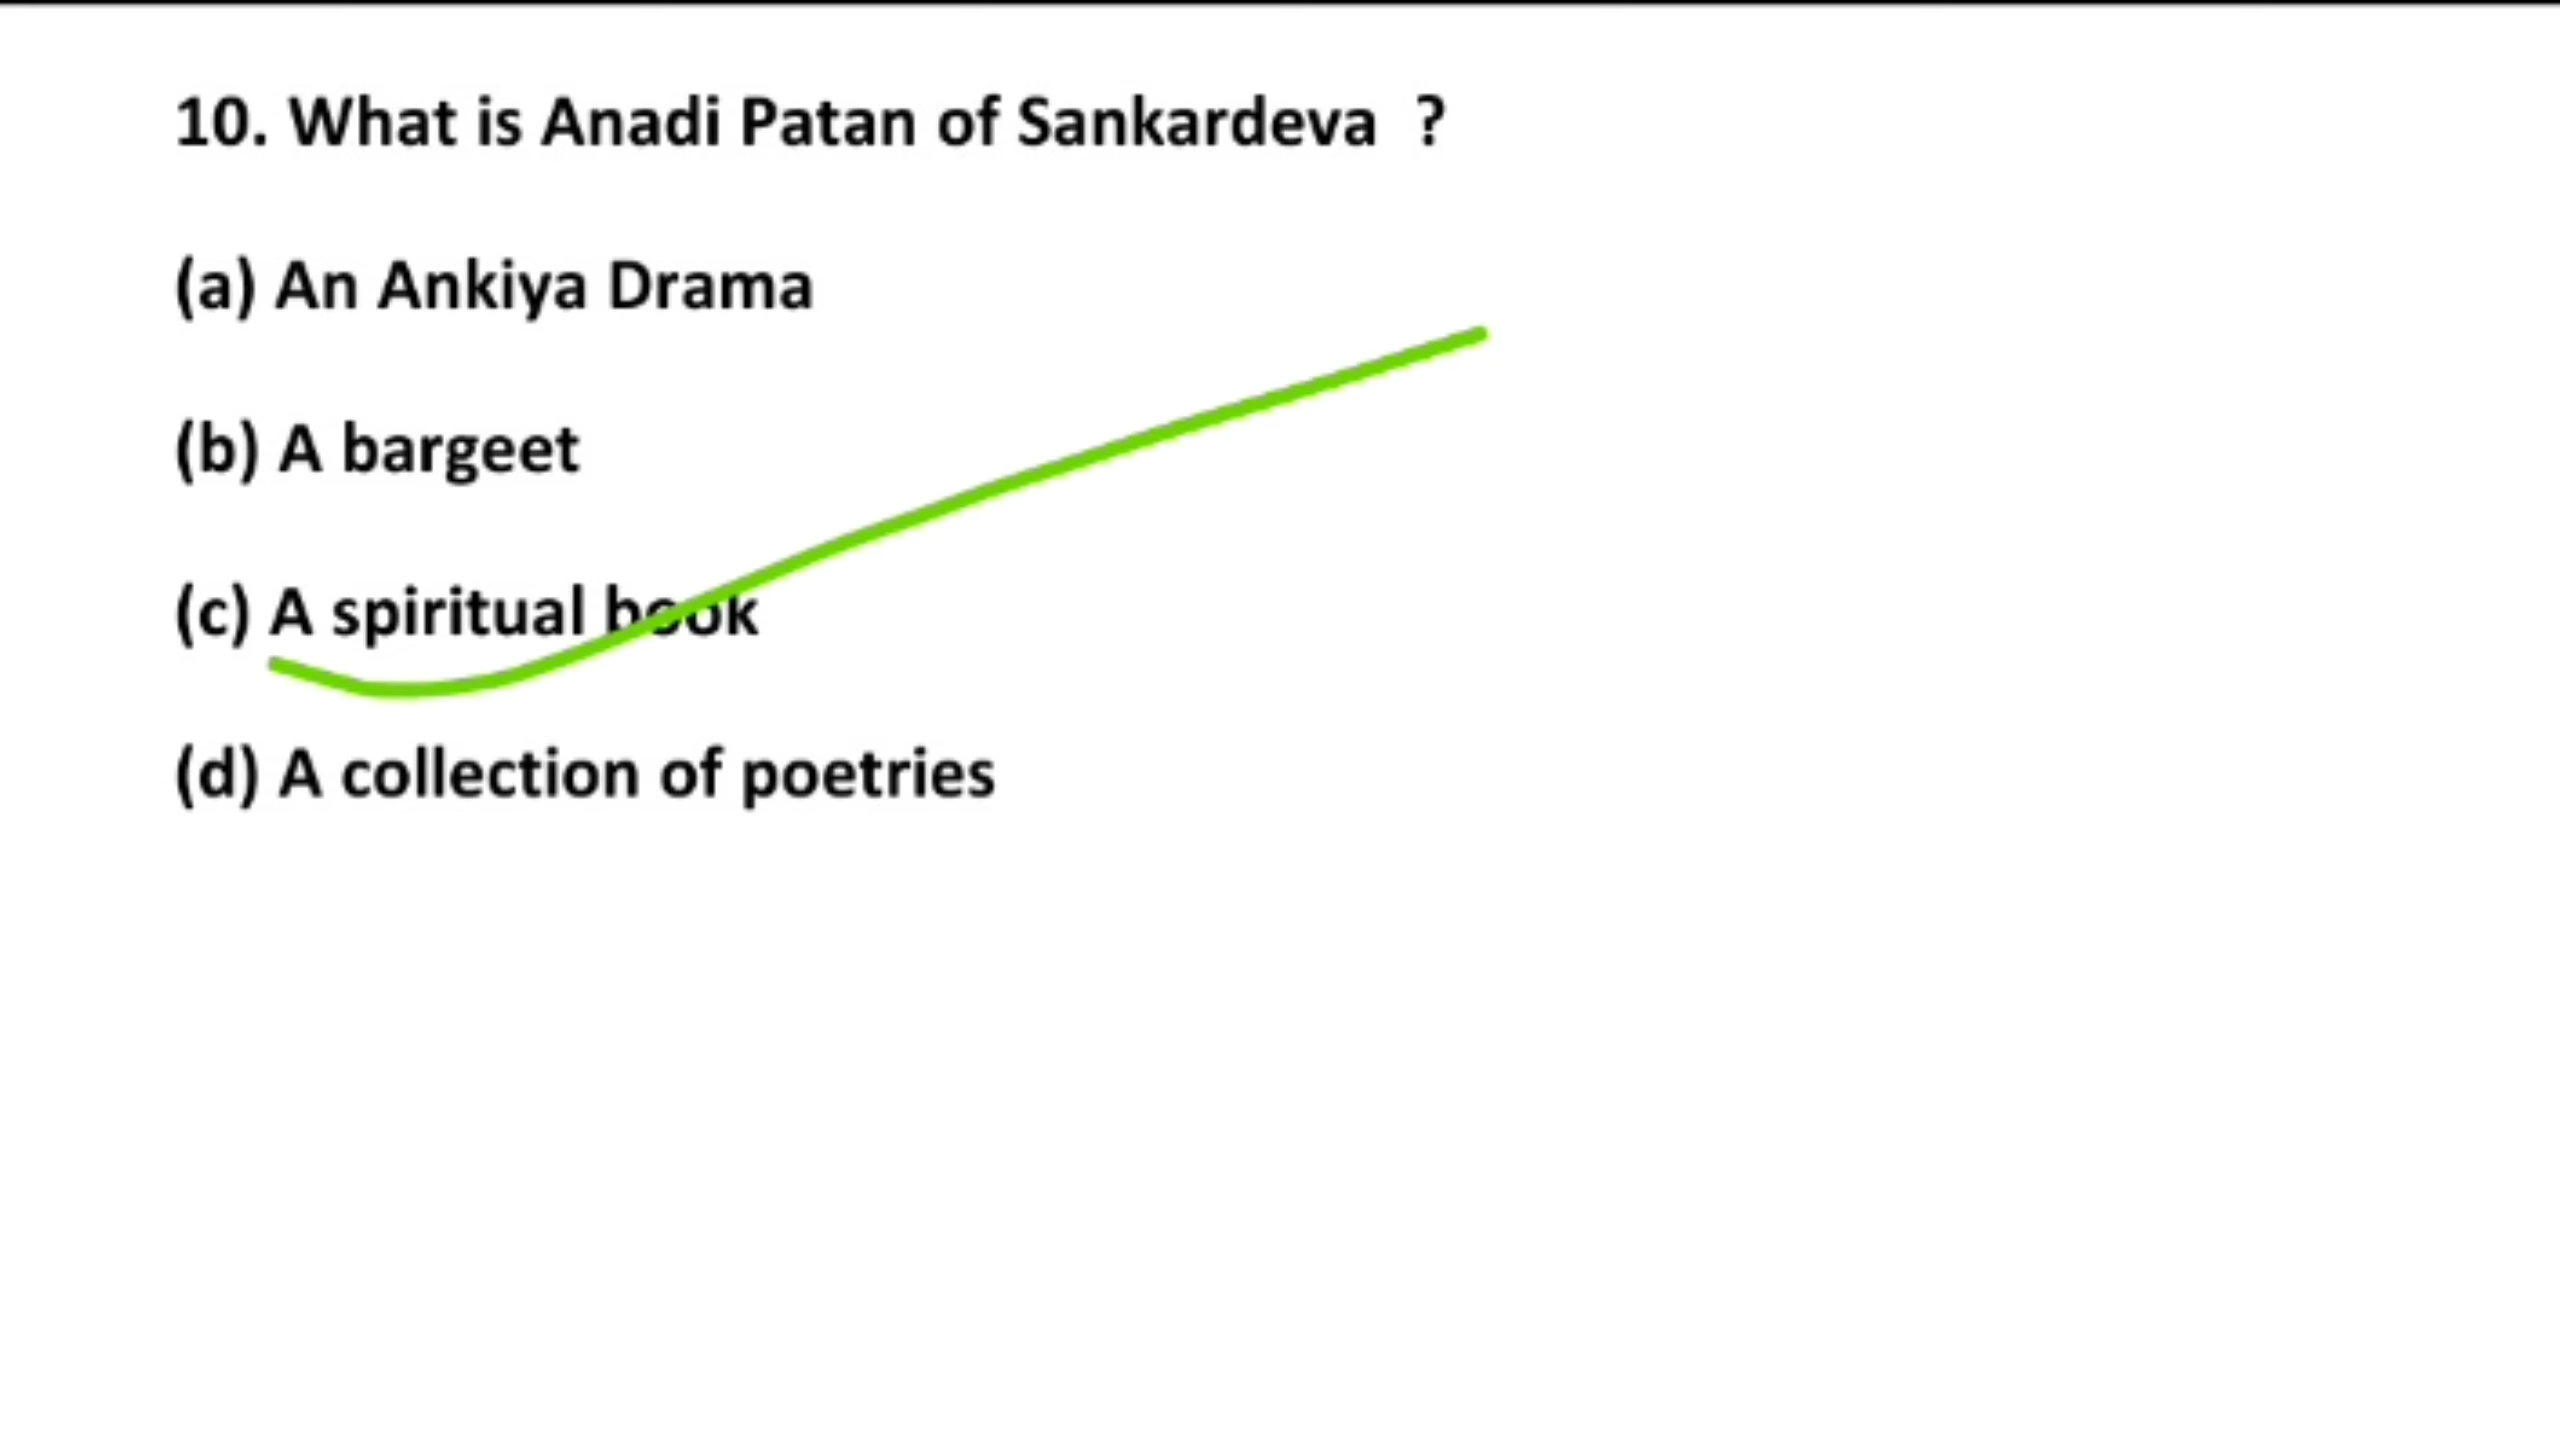 10. What is Anadi Patan of Sankardeva ?
(a) An Ankiya Drama
(b) A bargeet
(c) A spiritual book
(d) A collection of poetries